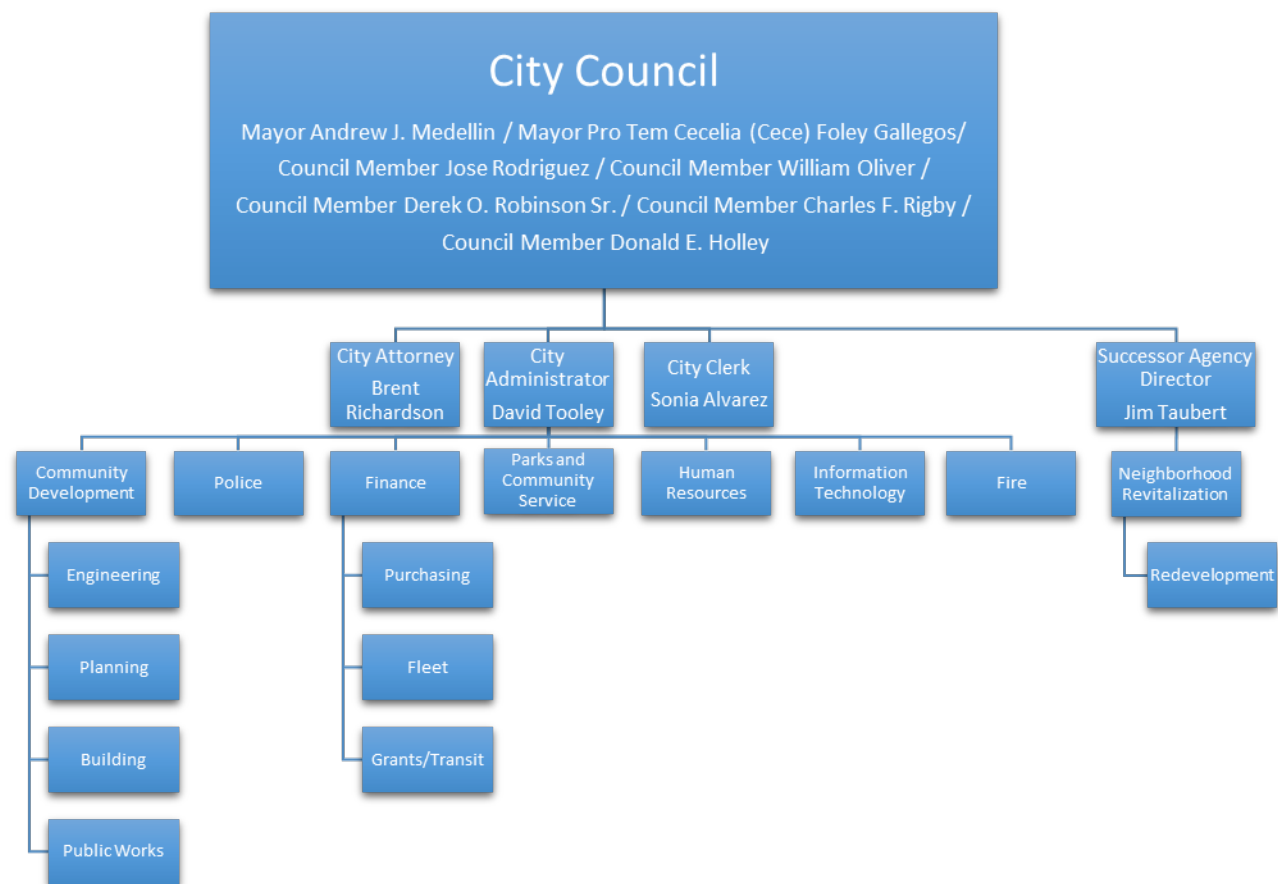 City Council
Mayor Andrew J. Medellin / Mayor Pro Tem Cecelia (Cece) Foley Gallegos/
Council Member Jose Rodriguez / Council Member William Oliver /
Council Member Derek O. Robinson Sr. / Council Member Charles F. Rigby /
Council Member Donald E. Holley
City Attorney
Brent
Richardson
City
Administrator
David Tooley
City Clerk
Sonia Alvarez
Successor Agency
Director
Jim Taubert
Community
Development
Police
Finance
Parks and
Community
Service
Human
Resources
Information
Technology
Fire
Neighborhood
Revitalization
Engineering
Planning
Building
Public Works
Purchasing
Fleet
Grants/Transit
Redevelopment